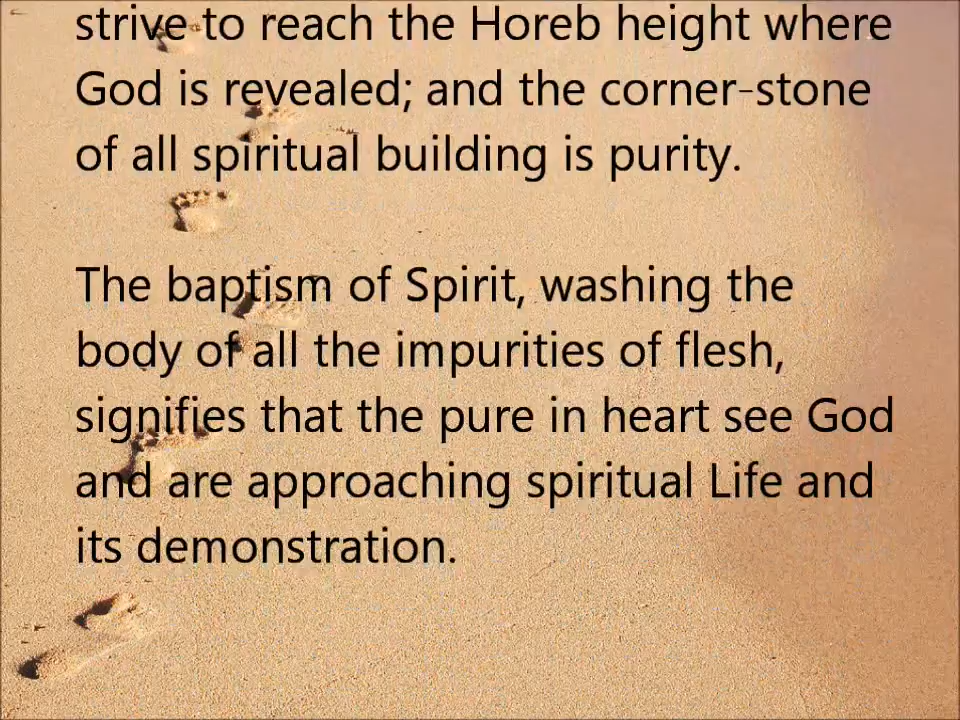 strive to reach the Horeb height where
God is revealed; and the corner-stone
of all spiritual building is purity.
The baptism of Spirit, washing the
body of all the impurities of flesh,
signifies that the pure in heart see God
and are approaching spiritual Life and
its demonstration.